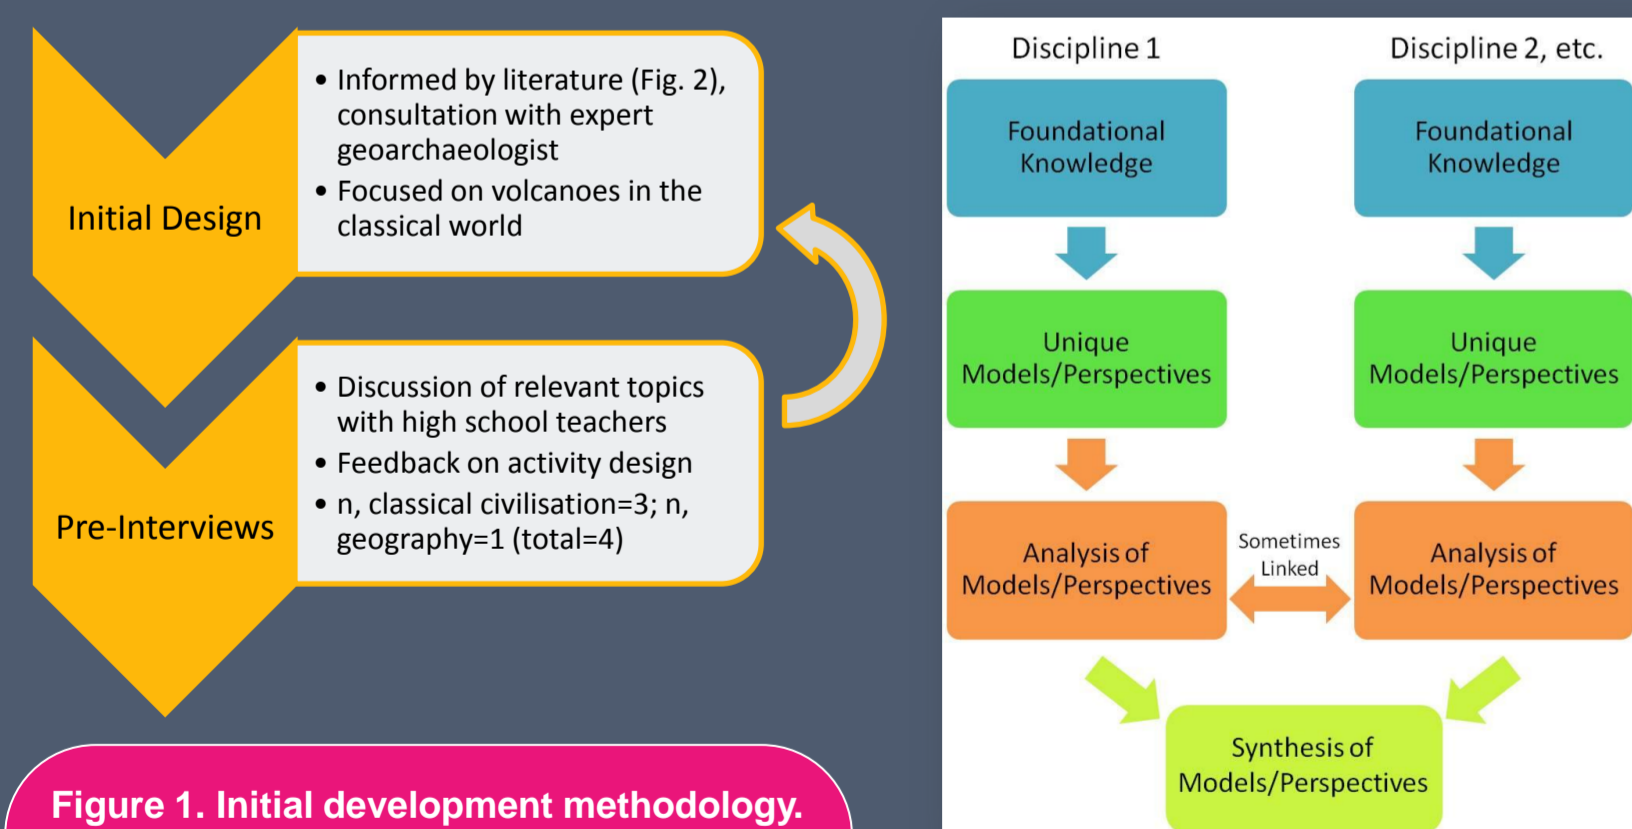 Initial Design
• Informed by literature (Fig. 2),
consultation with expert
geoarchaeologist
• Focused on volcanoes in the
classical world
Pre-Interviews
• Discussion of relevant topics
with high school teachers
• Feedback on activity design
• n, classical civilisation=3; n,
geography=1 (total=4)
Figure 1. Initial development methodology.
Discipline 1
Discipline 2, etc.
Foundational
Knowledge
Foundational
Knowledge
Unique
Models/Perspectives
Unique
Models/Perspectives
Analysis of
Models/Perspectives
Sometimes
Linked
Analysis of
Models/Perspectives
Synthesis of
Models/Perspectives